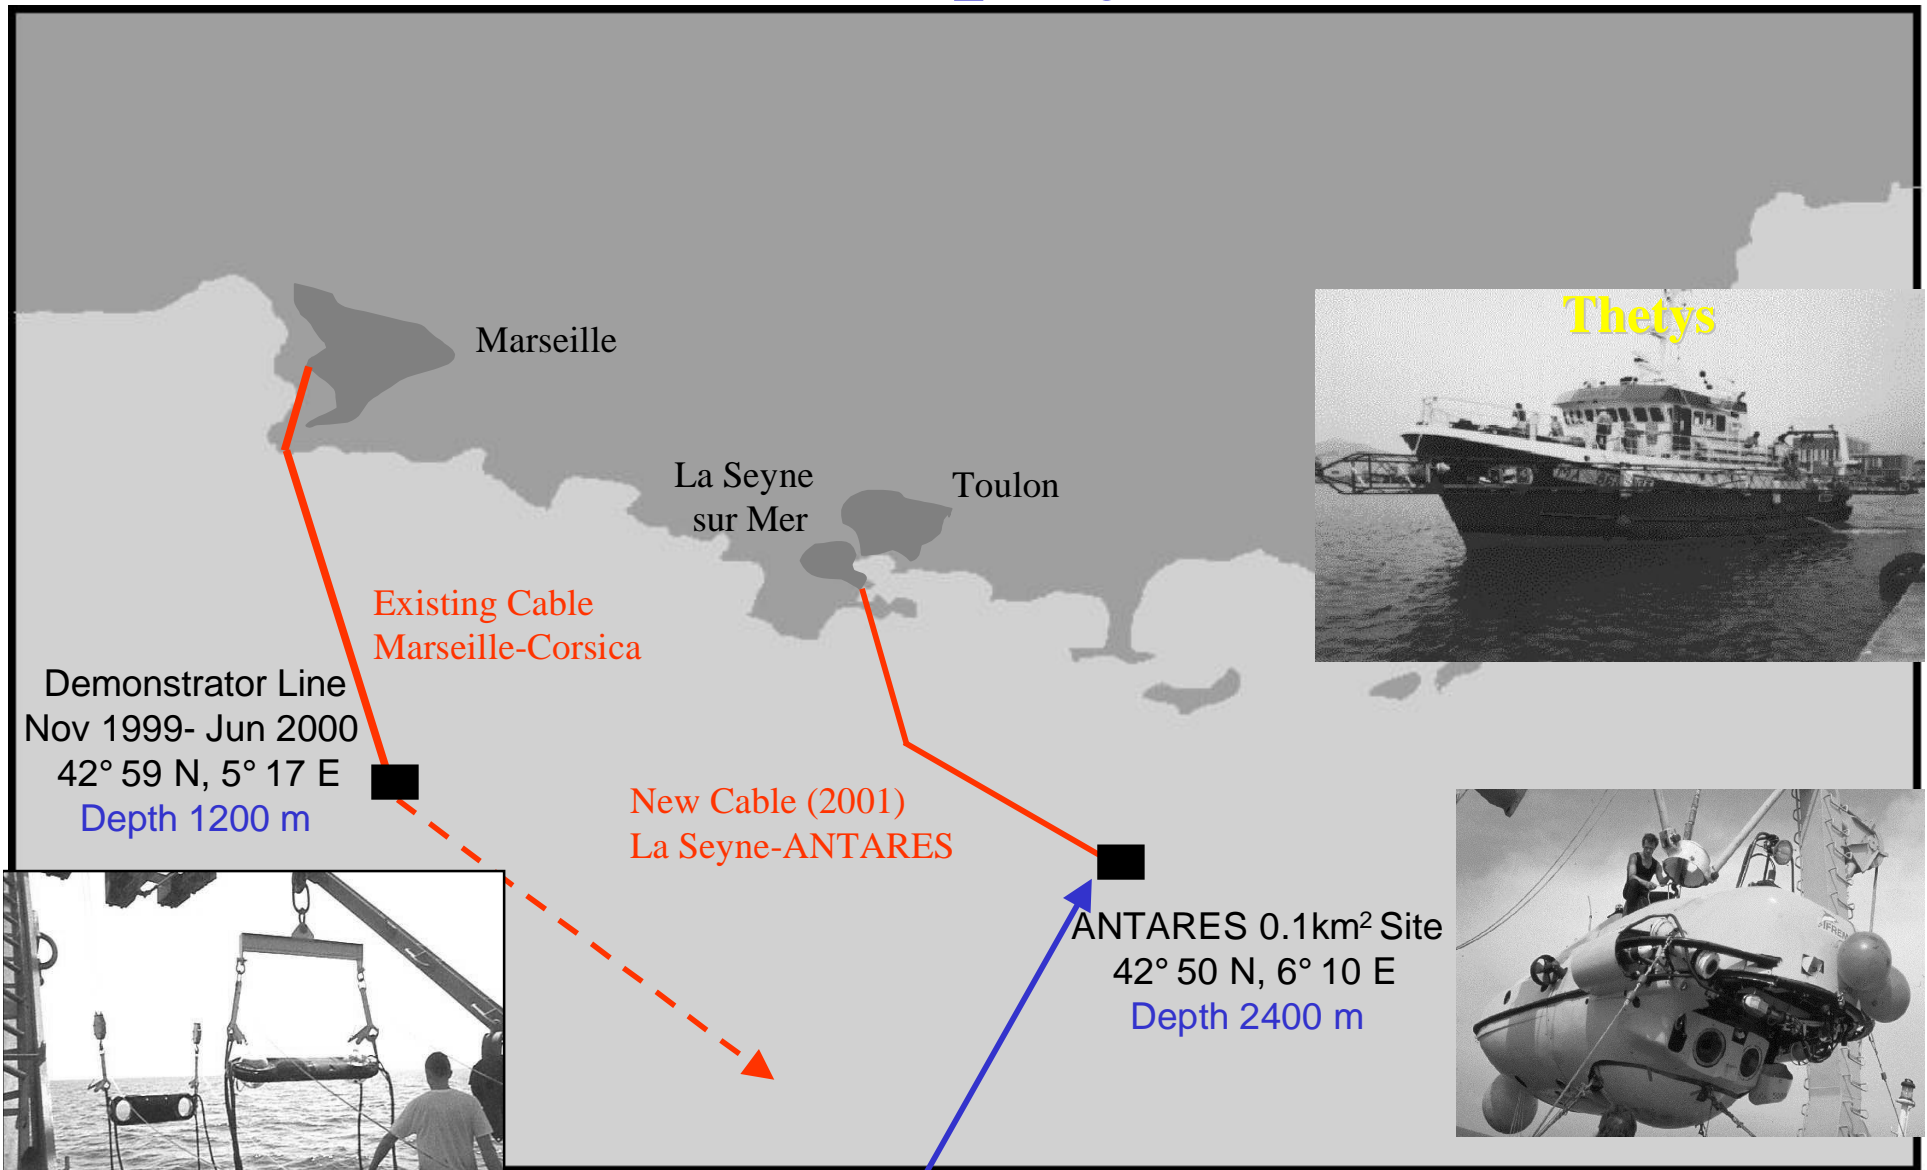 Thetys
Marseille
La Seyne
sur Mer
Toulon
Existing Cable
Marseille-Corsica
Demonstrator Line
Nov 1999- Jun 2000
42° 59 N, 5° 17 E
Depth 1200 m
New Cable (2001)
La Seyne-ANTARES
ANTARES 0.1km² Site
42° 50 N, 6° 10 E
Depth 2400 m